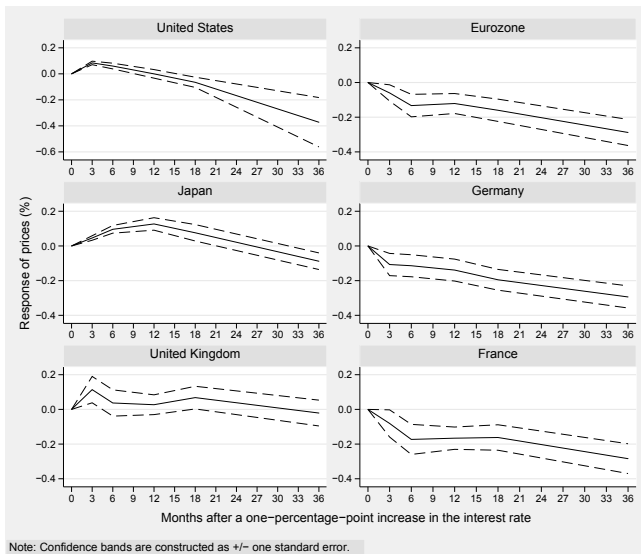 United States
Eurozone
0.2
0.0
−0.2
−0.4
−0.6
0 3 6 9 12 15 18 21 24 27 30 33 36
0.2
0.0
−0.2
−0.4
0 3 6 9 12 15 18 21 24 27 30 33 36
Japan
Germany
0.2
0.0
−0.2
−0.4
0 3 6 9 12 15 18 21 24 27 30 33 36
0.2
0.0
−0.2
−0.4
0 3 6 9 12 15 18 21 24 27 30 33 36
United Kingdom
France
0.2
0.0
−0.2
−0.4
0 3 6 9 12 15 18 21 24 27 30 33 36
0.2
0.0
−0.2
−0.4
0 3 6 9 12 15 18 21 24 27 30 33 36
Response of prices (%)
Months after a one−percentage−point increase in the interest rate
Note: Confidence bands are constructed as +/− one standard error.